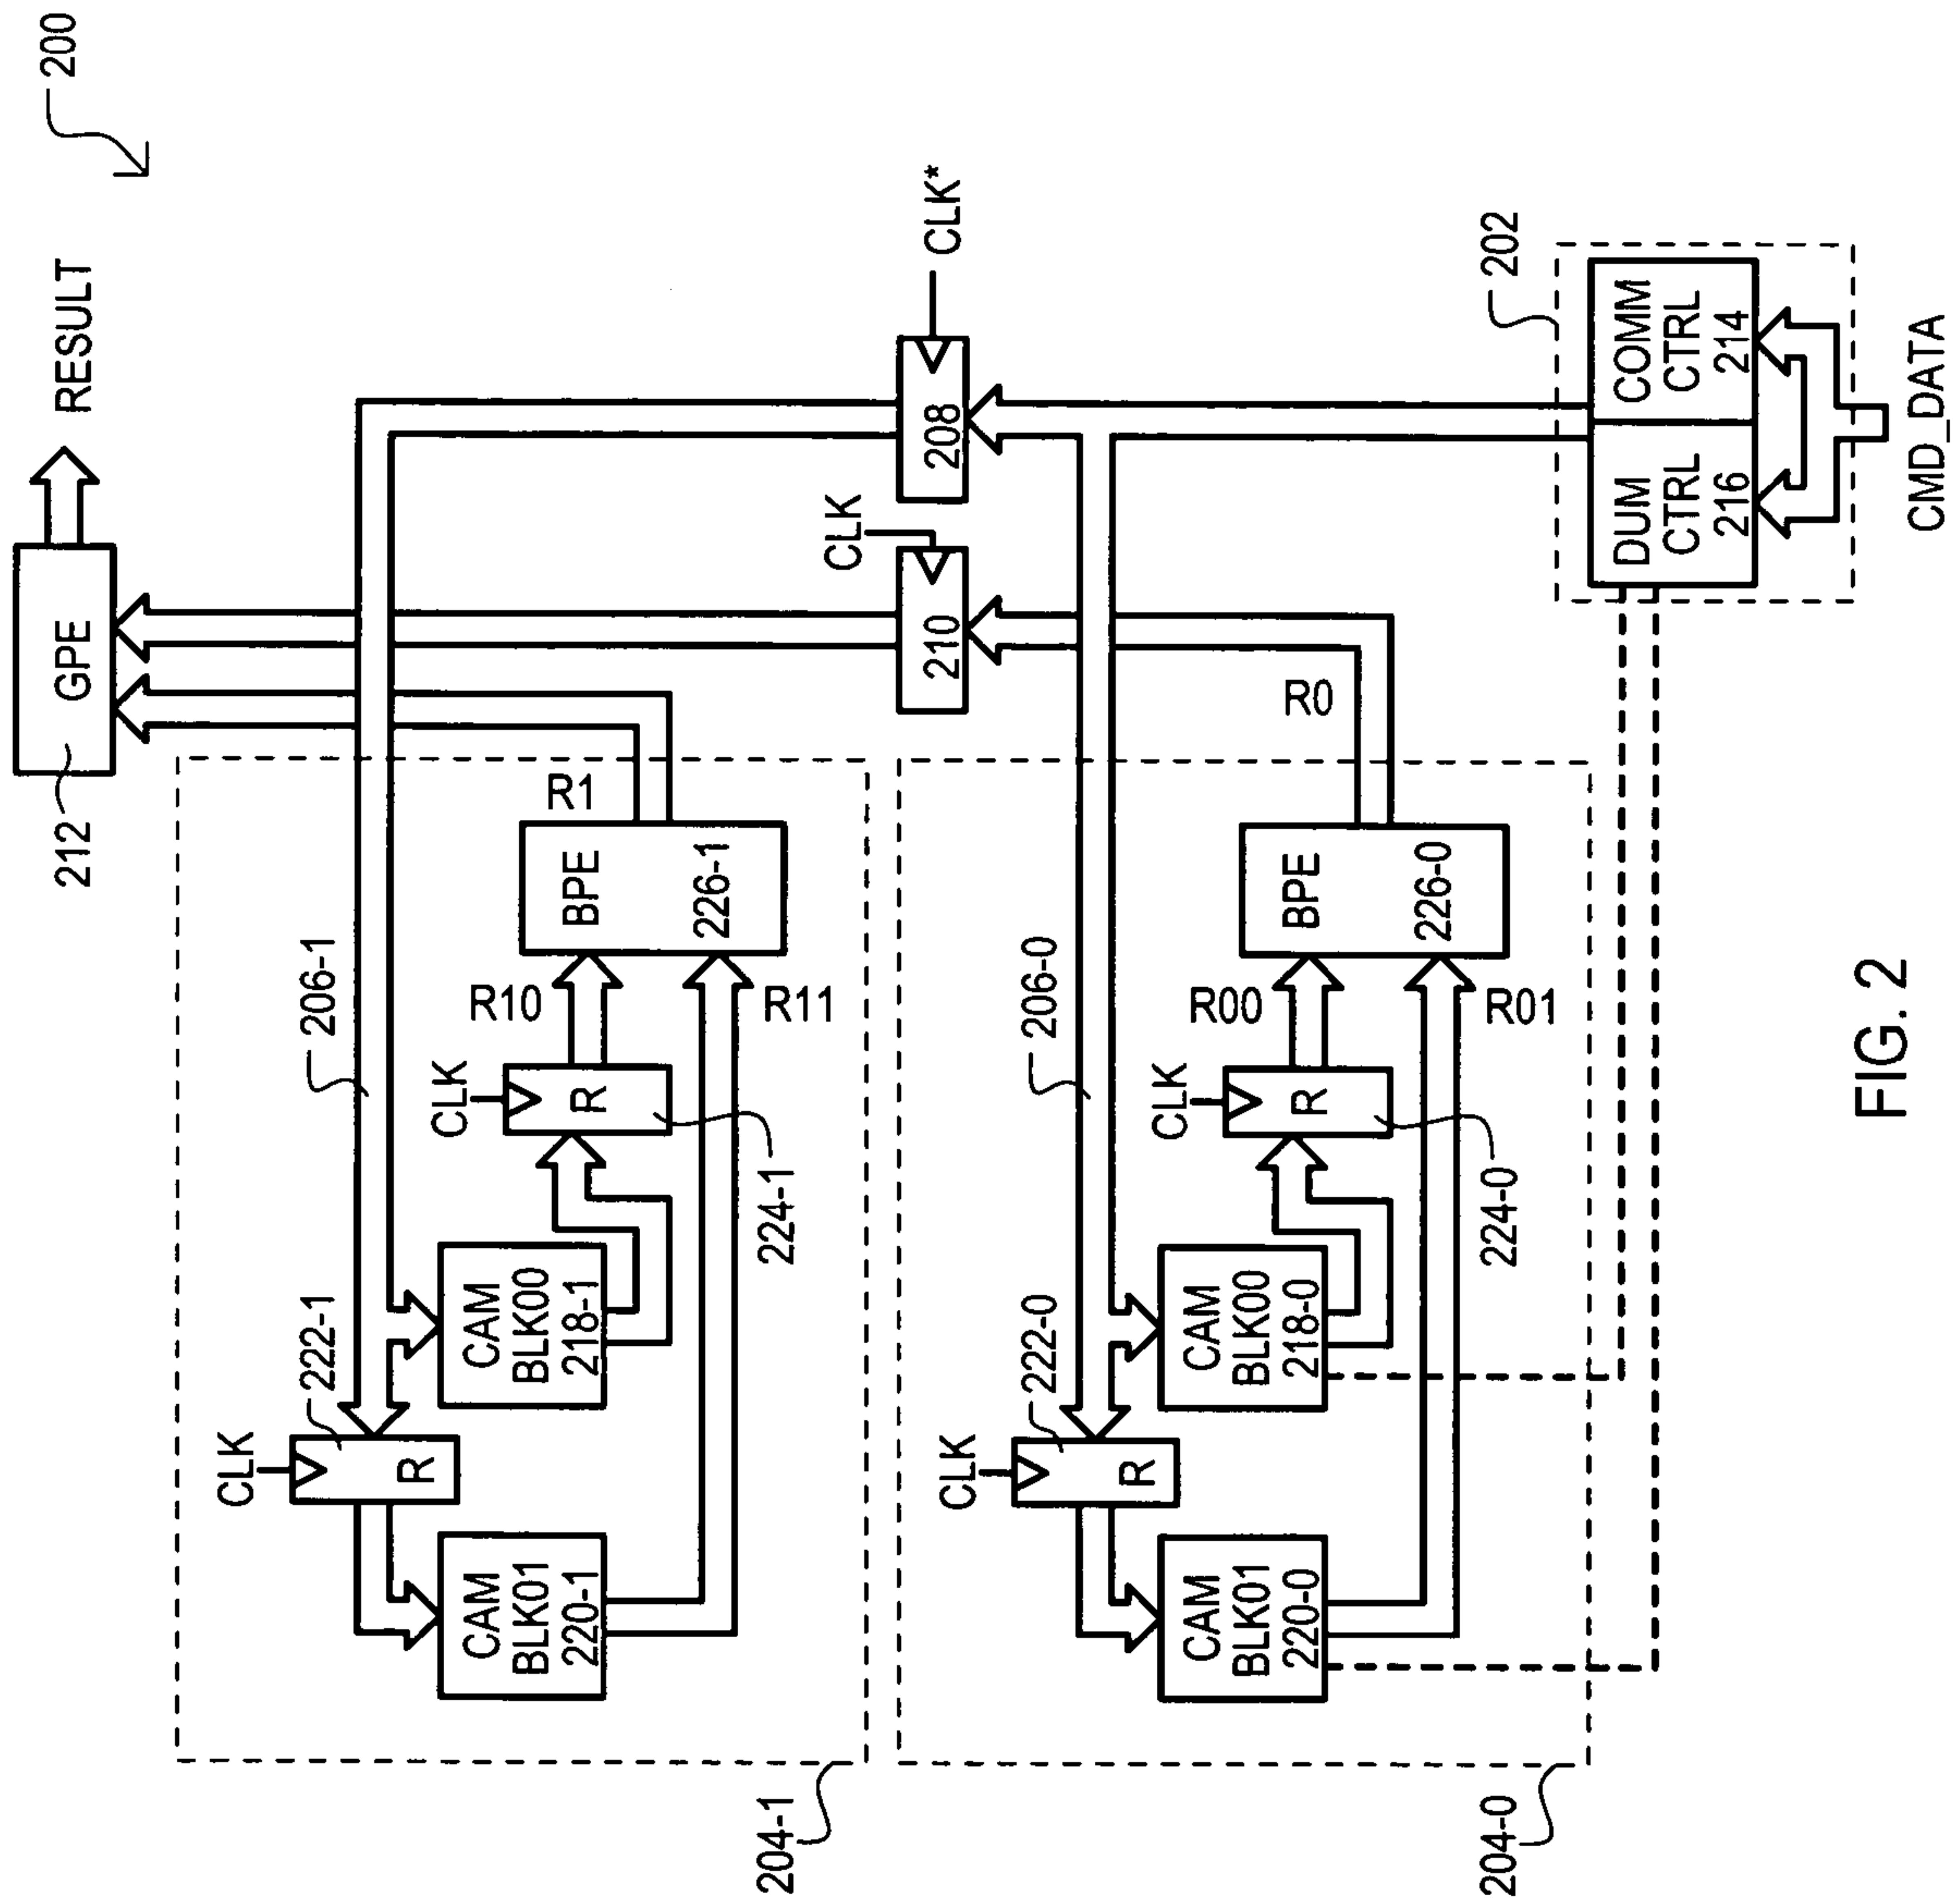 200
RESULT
GPE
212
CLK*
CLK
208
210
202
COMM
CTRL
214
DUM
CTRL
216
CMD_DATA
204-1
206-1
222-1
CLK
R
CAM
BLK01
220-1
CAM
BLK00
218-1
CLK
R
224-1
R10
R11
BPE
226-1
R1
204-0
206-0
222-0
CLK
R
CAM
BLK01
220-0
CAM
BLK00
218-0
CLK
R
224-0
R00
R01
BPE
226-0
R0
FIG. 2